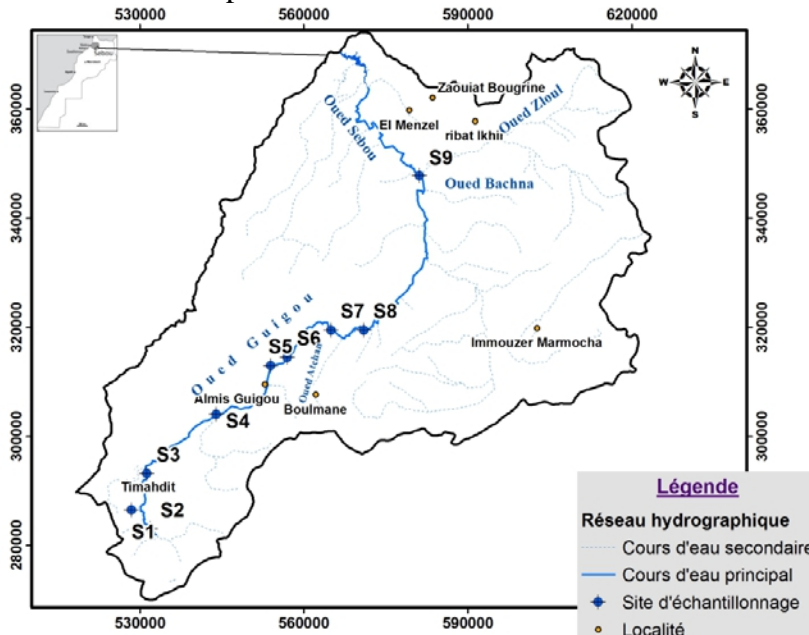 530000
560000
590000
620000
N
W
E
S
360000
340000
320000
300000
280000
360000
340000
320000
300000
Zaouiat Bougrine
El Menzel
ribat Ikhii
Oued Zloul
Oued Sebou
S9
Oued Bachna
S7
S8
Oued Guigou
S6
S5
Immouzer Marmocha
Oued Atchan
Almis Guigou
Boulmane
S4
S3
Timahdit
S2
S1
Légende
Réseau hydrographique
Cours d'eau secondaire
Cours d'eau principal
Site d'échantillonnage
Localité
530000
560000
590000